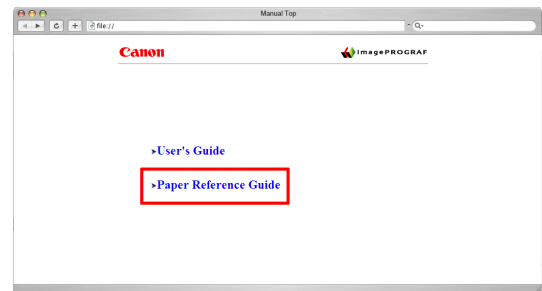 Manual Top
file://
Q
Canon
imagePROGRAF
User's Guide
Paper Reference Guide